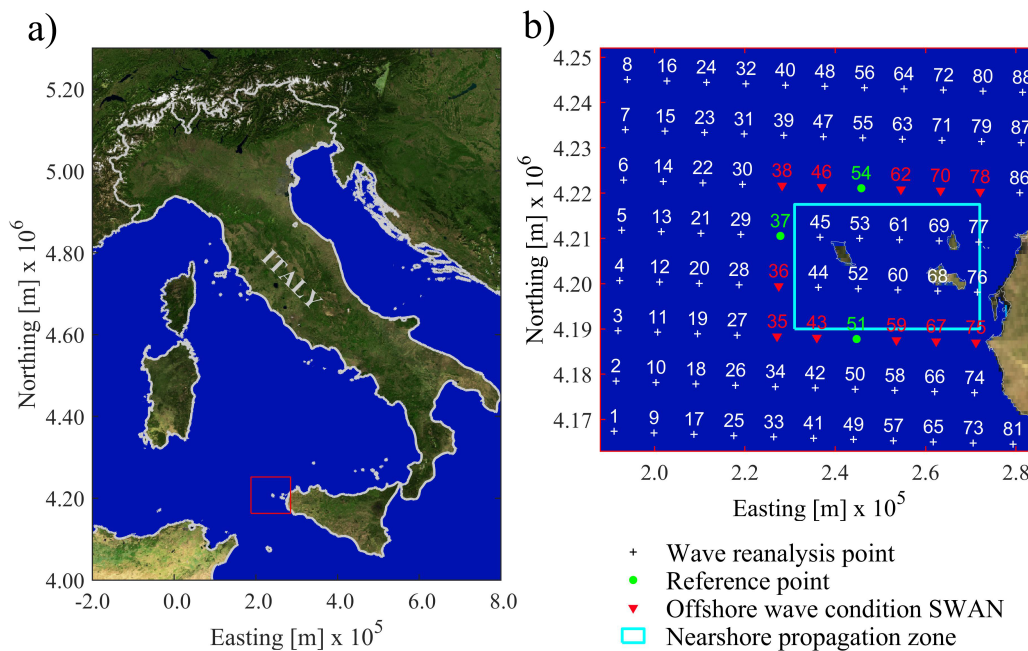 a)
b)
5.20
5.00
4.80
4.60
4.40
4.20
4.00
Northing [m] x 10⁶
ITALY
-2.0 0.0 2.0 4.0 6.0 8.0
Easting [m] x 10⁵
4.25
4.24
4.23
4.22
4.21
4.20
4.19
4.18
4.17
Northing [m] x 10⁶
8 16 24 32 40 48 56 64 72 80 88
7 15 23 31 39 47 55 63 71 79 87
6 14 22 30 38 46 54 62 70 78 86
5 13 21 29 37 45 53 61 69 77
4 12 20 28 36 44 52 60 68 76
3 11 19 27 35 43 51 59 67 75
2 10 18 26 34 42 50 58 66 74
1 9 17 25 33 41 49 57 65 73 81
2.0 2.2 2.4 2.6 2.8
Easting [m] x 10⁵
+ Wave reanalysis point
Reference point
Offshore wave condition SWAN
Nearshore propagation zone